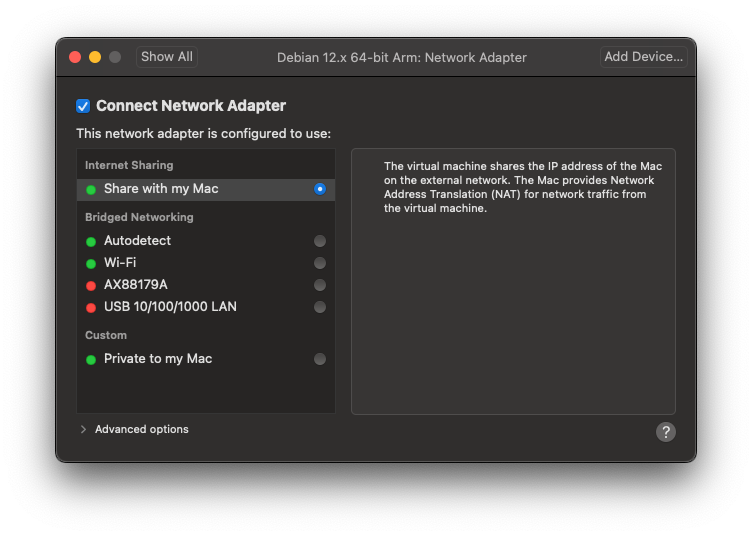 Show All
Debian 12.x 64-bit Arm: Network Adapter
Add Device...
Connect Network Adapter
This network adapter is configured to use:
Internet Sharing
Share with my Mac
Bridged Networking
Autodetect
Wi-Fi
AX88179A
USB 10/100/1000 LAN
Custom
Private to my Mac
The virtual machine shares the IP address of the Mac
on the external network. The Mac provides Network
Address Translation (NAT) for network traffic from
the virtual machine.
Advanced options
?